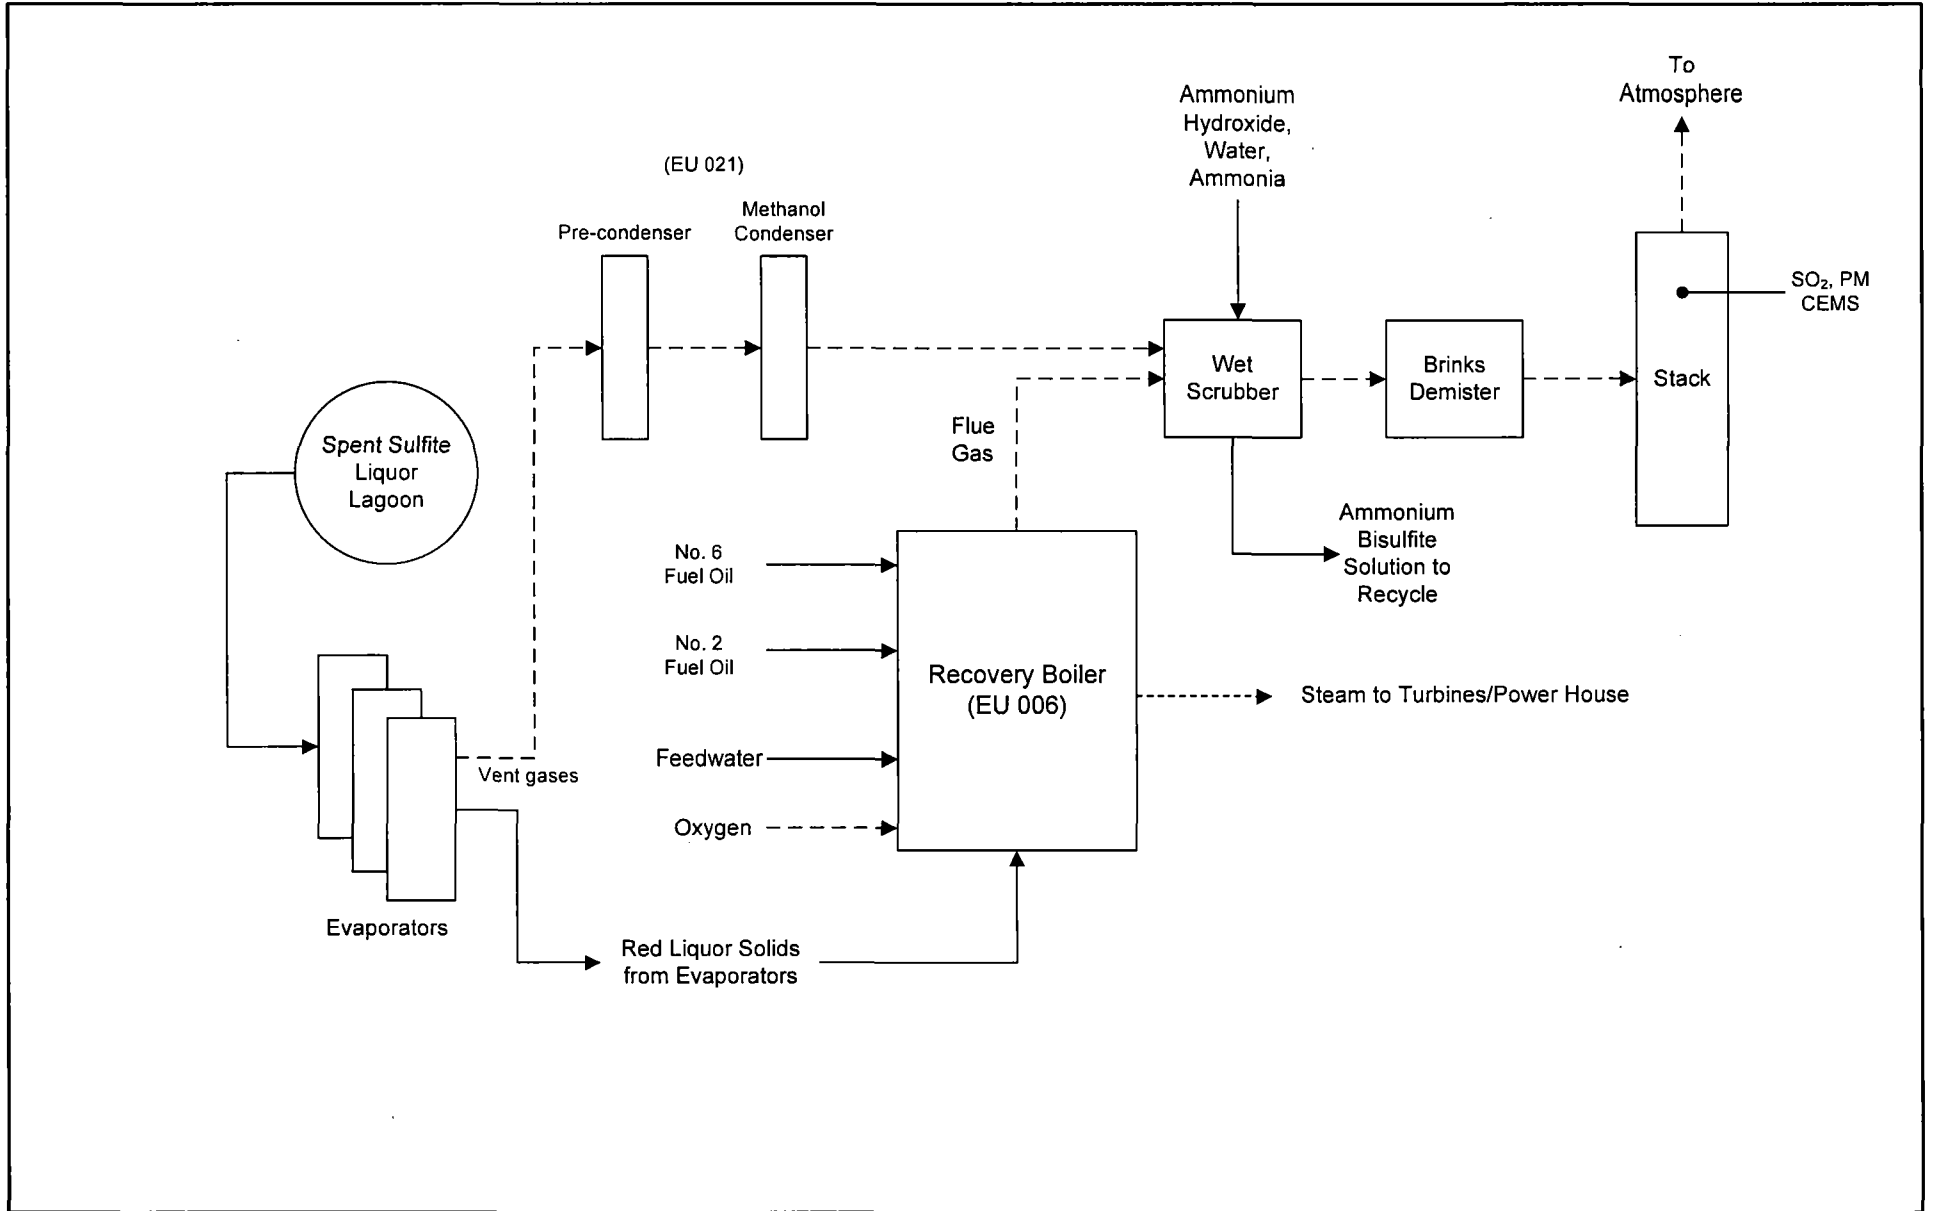 To
Atmosphere
Ammonium
Hydroxide,
Water,
Ammonia
(EU 021)
Methanol
Condenser
Pre-condenser
SO₂, PM
CEMS
Wet
Scrubber
Brinks
Demister
Stack
Flue
Gas
Spent Sulfite
Liquor
Lagoon
Ammonium
Bisulfite
Solution to
Recycle
No. 6
Fuel Oil
No. 2
Fuel Oil
Recovery Boiler
(EU 006)
Steam to Turbines/Power House
Feedwater
Vent gases
Oxygen
Evaporators
Red Liquor Solids
from Evaporators